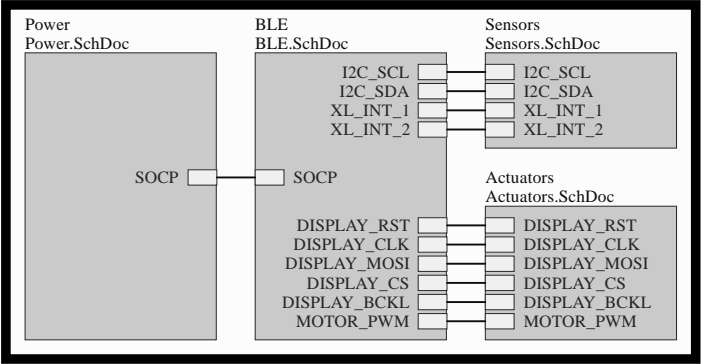 Power
Power.SchDoc
SOCP
BLE
BLE.SchDoc
I2C_SCL
I2C_SDA
XL_INT_1
XL_INT_2
SOCP
DISPLAY_RST
DISPLAY_CLK
DISPLAY_MOSI
DISPLAY_CS
DISPLAY_BCKL
MOTOR_PWM
Sensors
Sensors.SchDoc
I2C_SCL
I2C_SDA
XL_INT_1
XL_INT_2
Actuators
Actuators.SchDoc
DISPLAY_RST
DISPLAY_CLK
DISPLAY_MOSI
DISPLAY_CS
DISPLAY_BCKL
MOTOR_PWM